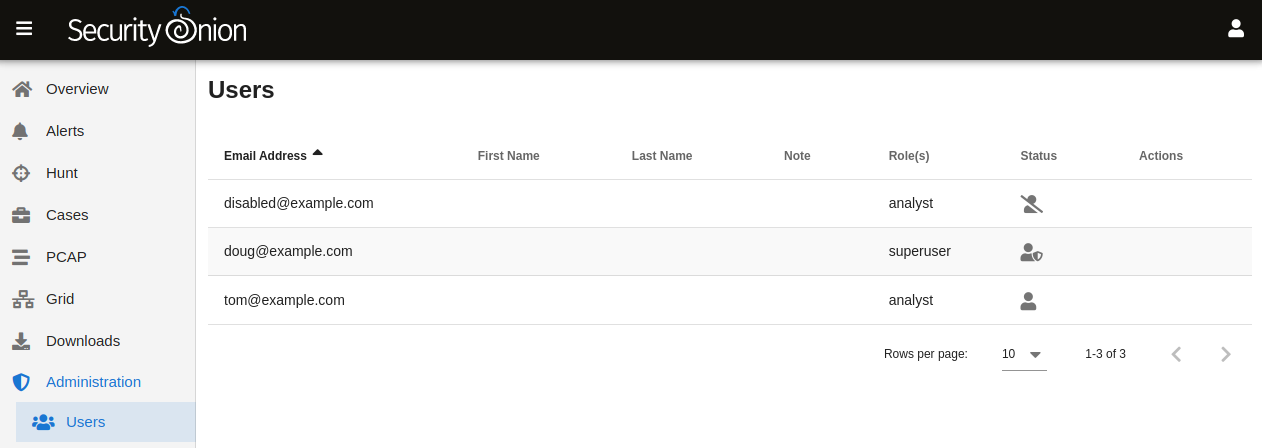 Security Onion
Overview
Alerts
Hunt
Cases
PCAP
Grid
Downloads
Administration
Users
Users
Email Address First Name Last Name Note Role(s) Status Actions
disabled@example.com analyst
doug@example.com superuser
tom@example.com analyst
Rows per page: 10 1-3 of 3